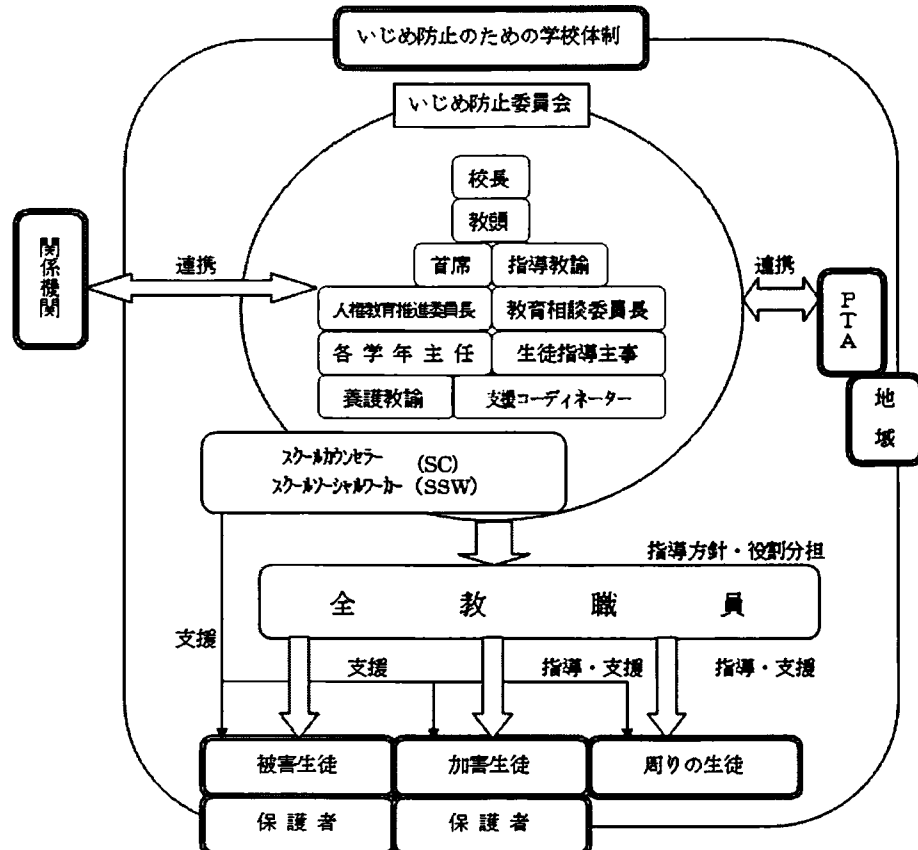 いじめ防止のための学校体制
いじめ防止委員会
校長
教頭
首席
指導教諭
人権教育推進委員長
教育相談委員長
各学年主任
生徒指導主事
養護教諭
支援コーディネーター
関係機関
連携
連携
PTA
地域
スクールカウンセラー (SC)
スクールソーシャルワーカー (SSW)
指導方針・役割分担
全教職員
支援
支援
指導・支援
指導・支援
被害生徒
加害生徒
周りの生徒
保護者
保護者